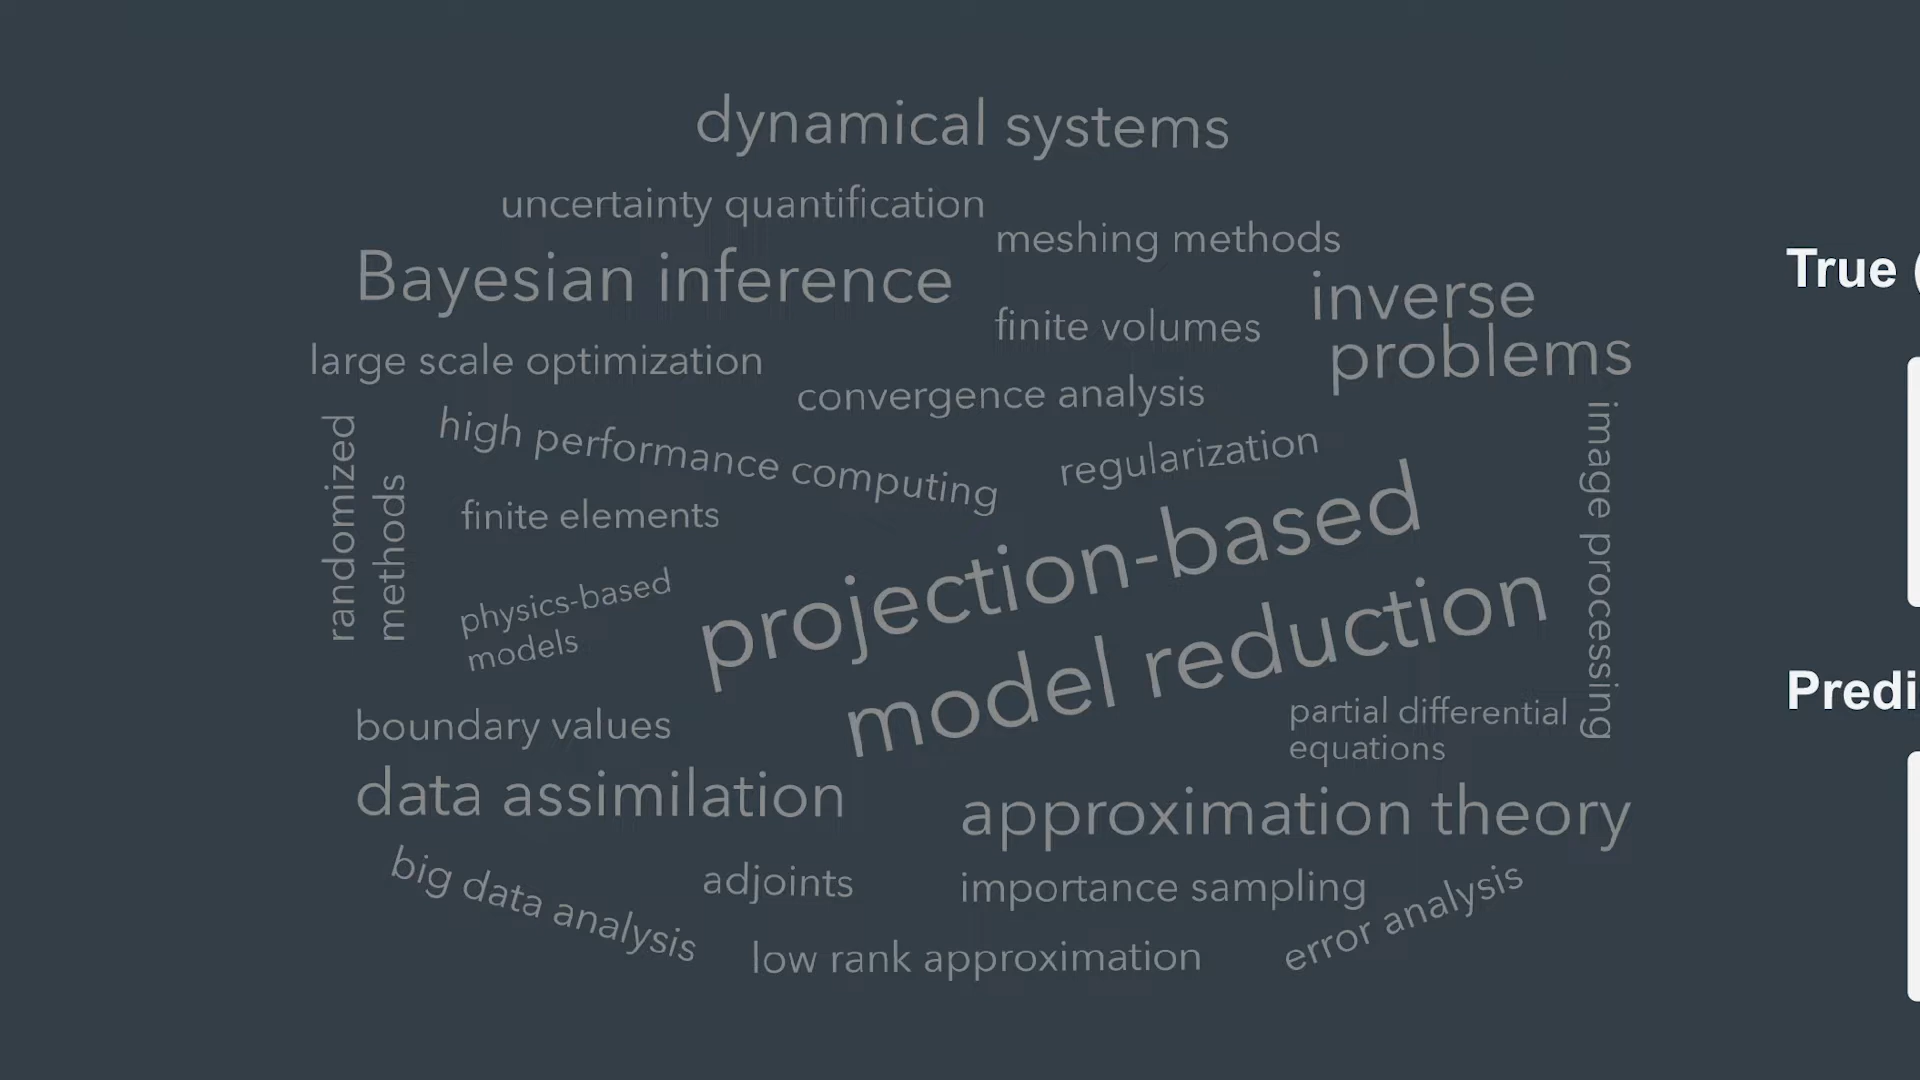 dynamical systems
uncertainty quantification
meshing methods
Bayesian inference
inverse
problems
finite volumes
large scale optimization
convergence analysis
high performance computing
regularization
randomized
methods
image processing
finite elements
projection-based
model reduction
physics-based
models
boundary values
partial differential
equations
data assimilation
approximation theory
big data analysis
adjoints
importance sampling
error analysis
low rank approximation
True (
Predi